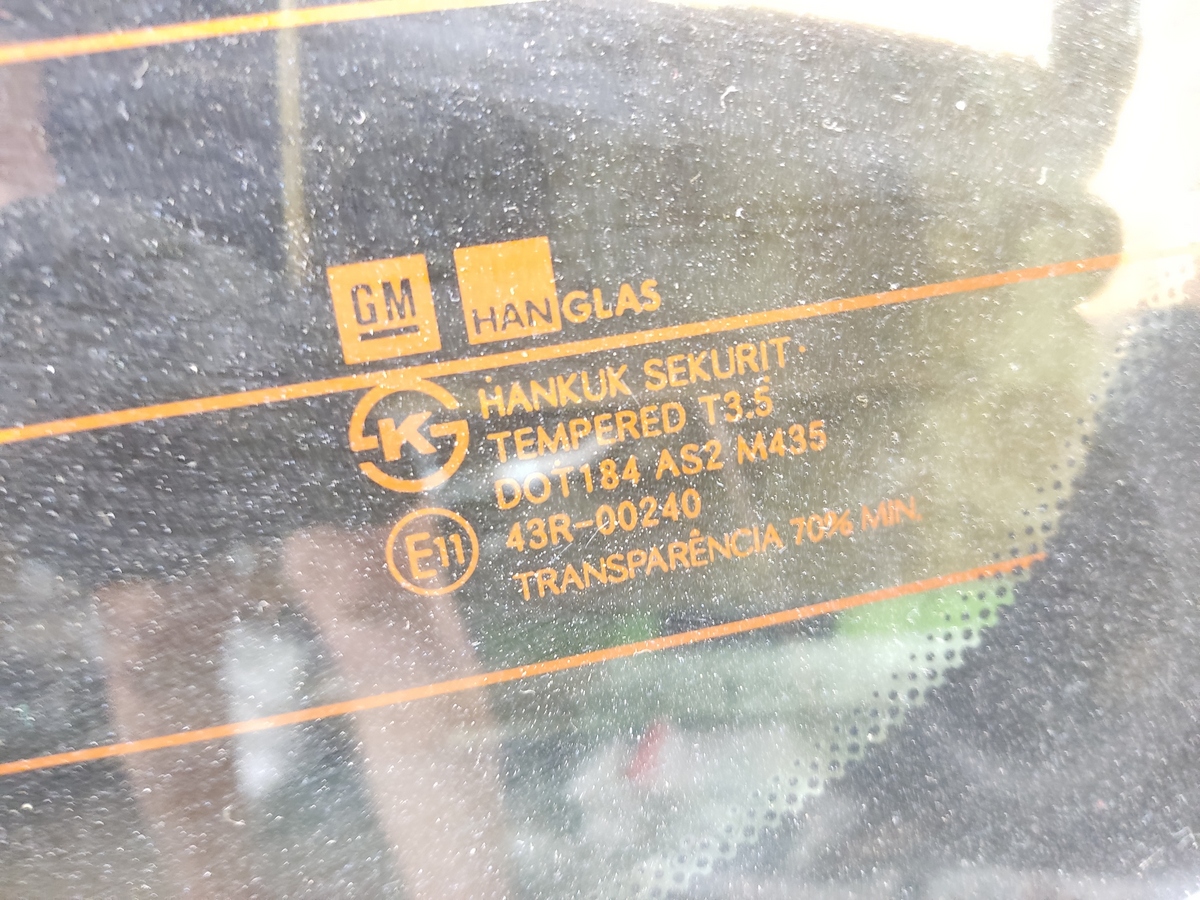 GM HANGLAS
K HANKUK SEKURIT
TEMPERED T3.5
DOT184 AS2 M435
E11 43R-00240
TRANSPARÊNCIA 70% MIN.